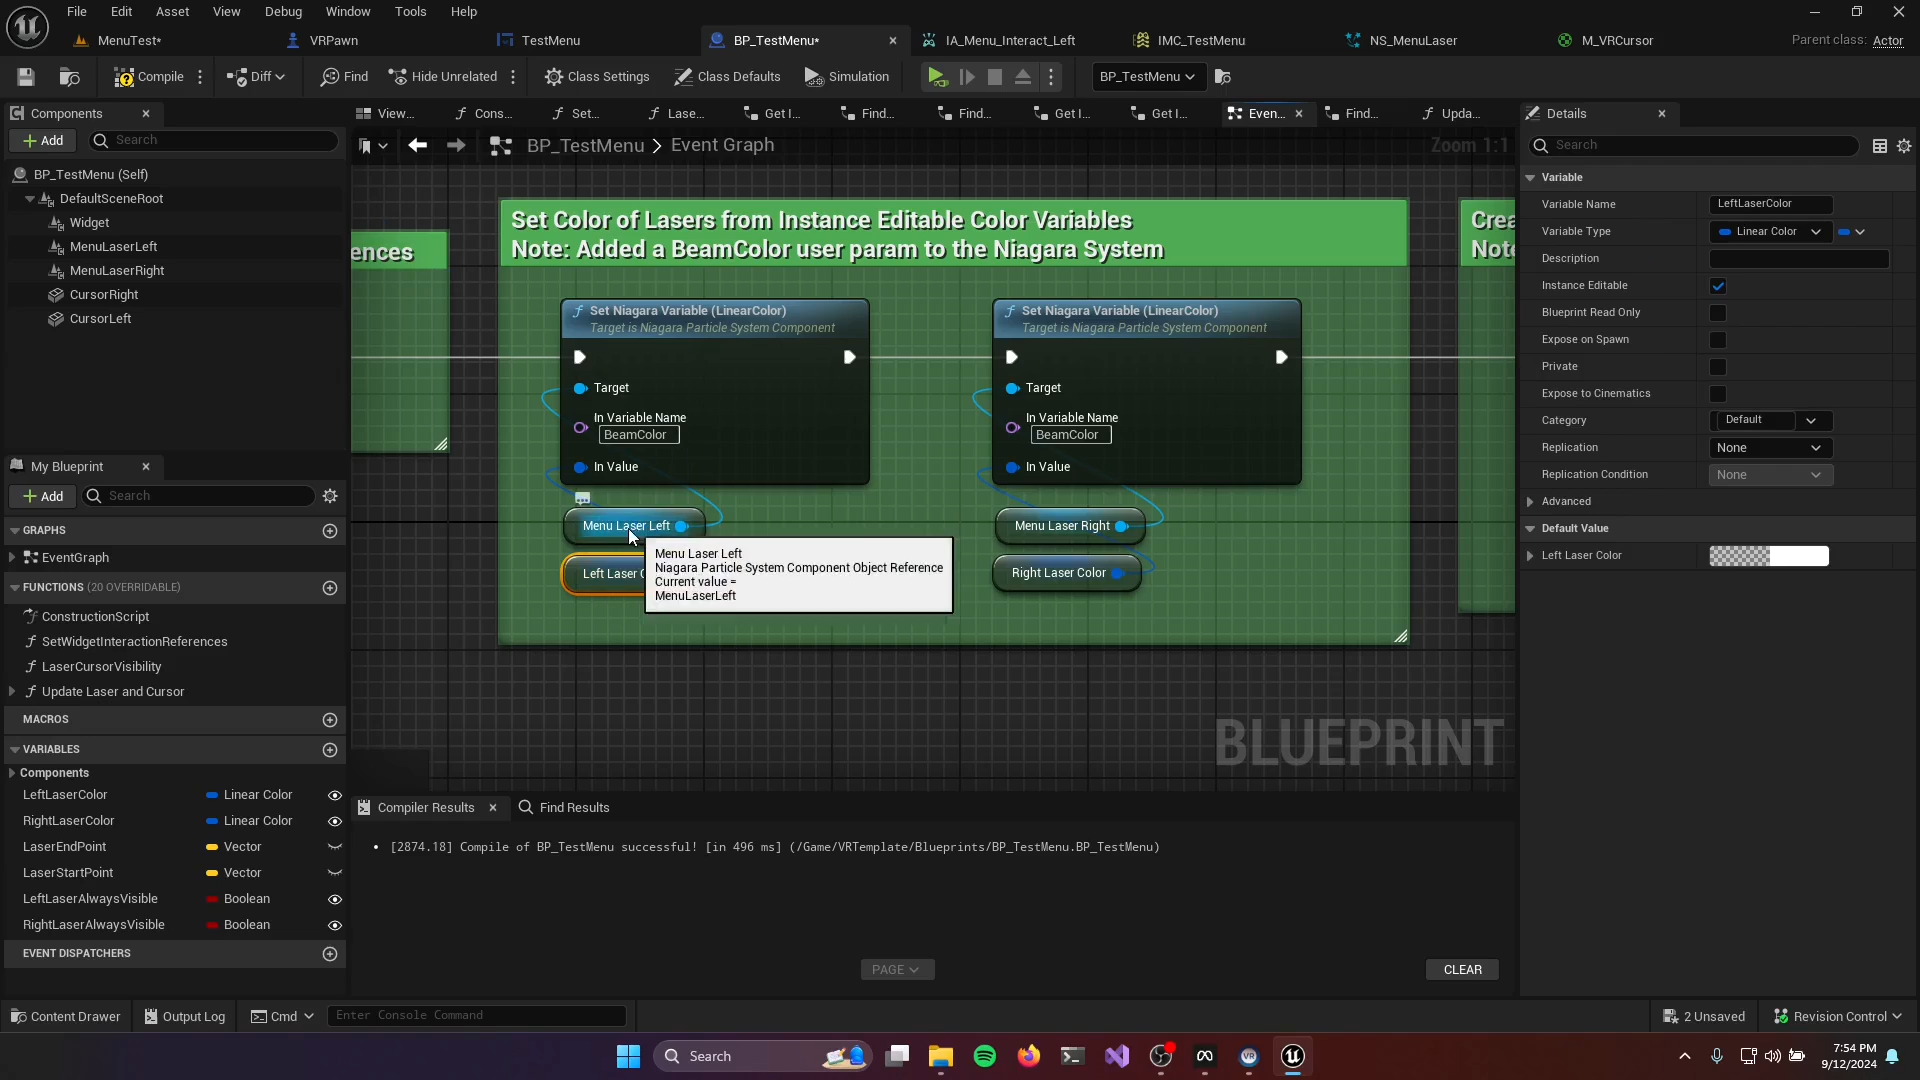 File Edit Asset View Debug Window Tools Help
MenuTest* VRPawn TestMenu BP_TestMenu* IA_Menu_Interact_Left IMC_TestMenu NS_MenuLaser M_VRCursor Parent class: Actor
Compile Diff Find Hide Unrelated Class Settings Class Defaults Simulation BP_TestMenu
Components
Add Search
BP_TestMenu (Self)
DefaultSceneRoot
Widget
MenuLaserLeft
MenuLaserRight
CursorRight
CursorLeft
My Blueprint
Add Search
GRAPHS
EventGraph
FUNCTIONS (20 OVERRIDABLE)
ConstructionScript
SetWidgetInteractionReferences
LaserCursorVisibility
Update Laser and Cursor
MACROS
VARIABLES
Components
LeftLaserColor Linear Color
RightLaserColor Linear Color
LaserEndPoint Vector
LaserStartPoint Vector
LeftLaserAlwaysVisible Boolean
RightLaserAlwaysVisible Boolean
EVENT DISPATCHERS
View... Cons... Set... Lase... Get I... Find... Find... Get I... Get I... Even... Find... Upda...
BP_TestMenu > Event Graph Zoom 1:1
ences
Set Color of Lasers from Instance Editable Color Variables
Note: Added a BeamColor user param to the Niagara System
Crea
Note
Set Niagara Variable (LinearColor)
Target is Niagara Particle System Component
Target
In Variable Name
BeamColor
In Value
Menu Laser Left
Left Laser C
Set Niagara Variable (LinearColor)
Target is Niagara Particle System Component
Target
In Variable Name
BeamColor
In Value
Menu Laser Right
Right Laser Color
Menu Laser Left
Niagara Particle System Component Object Reference
Current value =
MenuLaserLeft
BLUEPRINT
Compiler Results Find Results
[2874.18] Compile of BP_TestMenu successful! [in 496 ms] (/Game/VRTemplate/Blueprints/BP_TestMenu.BP_TestMenu)
PAGE CLEAR
Details
Search
Variable
Variable Name LeftLaserColor
Variable Type Linear Color
Description
Instance Editable
Blueprint Read Only
Expose on Spawn
Private
Expose to Cinematics
Category Default
Replication None
Replication Condition None
Advanced
Default Value
Left Laser Color
Content Drawer Output Log Cmd Enter Console Command 2 Unsaved Revision Control
Search
7:54 PM
9/12/2024